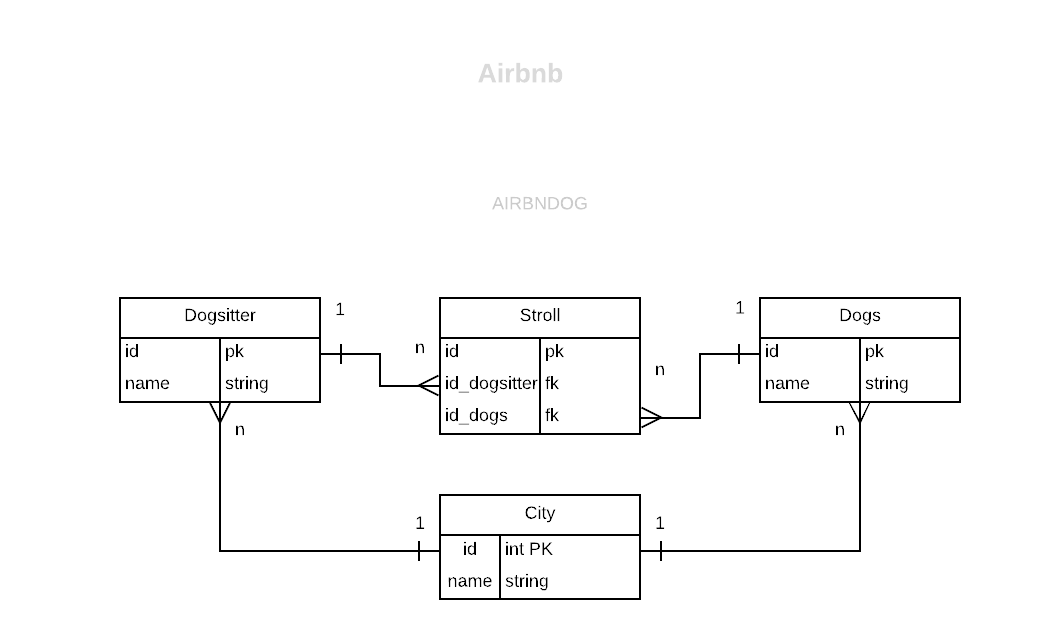 Airbnb
AIRBNDOG
Dogsitter
id pk
name string
1
n
n
Stroll
id pk
id_dogsitter fk
id_dogs fk
1
n
n
Dogs
id pk
name string
1
1
City
id int PK
name string